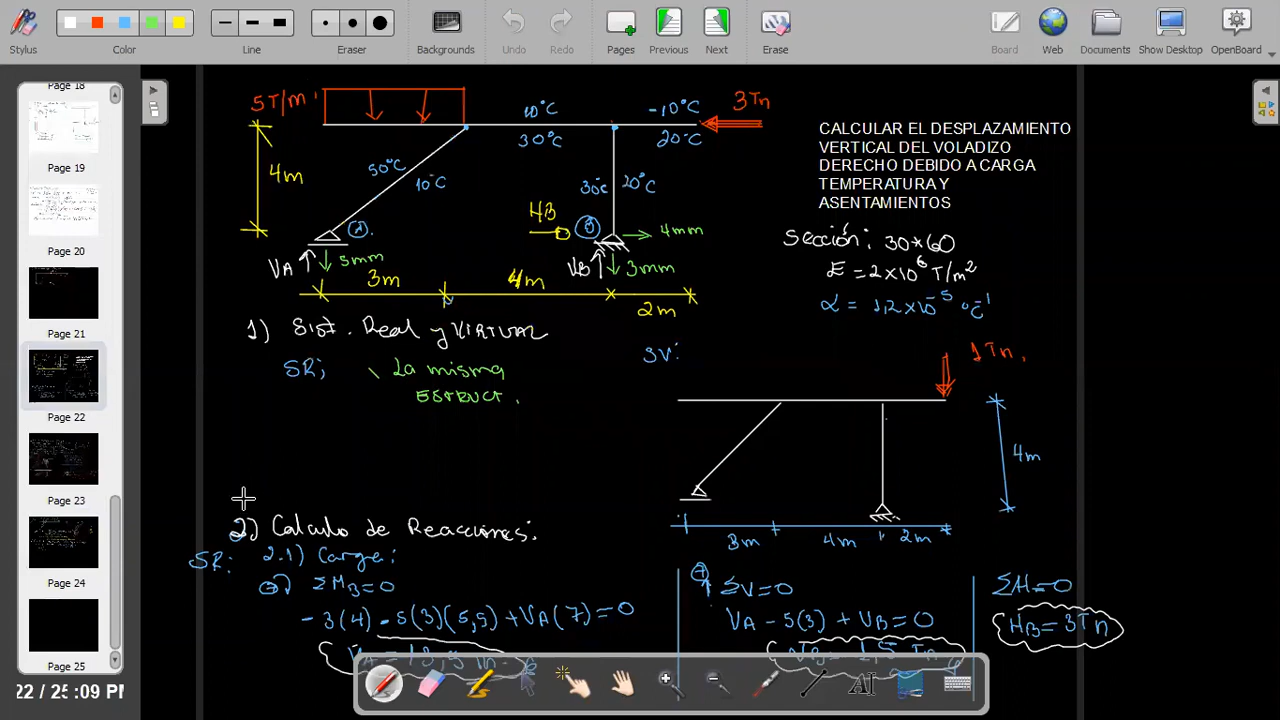 Stylus
Color
Line
Eraser
Backgrounds
Undo
Redo
Pages
Previous
Next
Erase
Board
Web
Documents
Show Desktop
OpenBoard
Page 18
Page 19
Page 20
Page 21
Page 22
Page 23
Page 24
Page 25
5T/m
10°C
-10°C
3Tn
30°C
20°C
4m
50°C
10°C
30°C
20°C
HB
A
B
4mm
VA
5mm
VB
3mm
3m
4m
2m
CALCULAR EL DESPLAZAMIENTO
VERTICAL DEL VOLADIZO
DERECHO DEBIDO A CARGA
TEMPERATURA Y
ASENTAMIENTOS
Sección: 30*60
E = 2x10⁶ T/m²
α = 1,2x10⁻⁵ °C⁻¹
1) Sist. Real y VIRTUAL
SR; La misma
ESTRUCT.
SV:
1Tn.
4m
3m 4m 2m
2) Calculo de Reacciones:
SR: 2.1) Carga:
ΣMB=0
-3(4)-5(3)(5,5)+VA(7)=0
ΣV=0
VA-5(3)+VB=0
ΣH=0
HB=3Tn
22 / 25